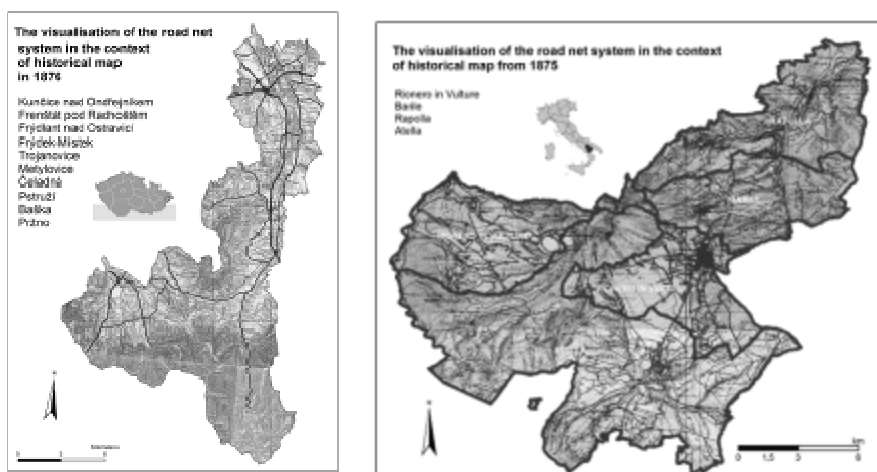 The visualisation of the road net
system in the context
of historical map
in 1876
Kunčice nad Ondřejníkem
Frenštát pod Radhoštěm
Frýdlant nad Ostravicí
Frýdek-Místek
Trojanovice
Metylovice
Čeladná
Pstruží
Baška
Pržno
The visualisation of the road net system in the context
of historical map from 1875
Rionero in Vulture
Barile
Rapolla
Atella
km
0 1,5 3 6